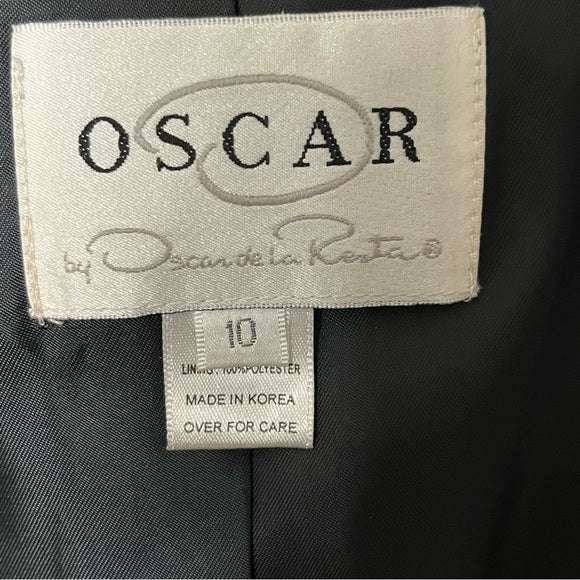 OSCAR
by Oscar de la Renta®
10
LINING: 100%POLYESTER
MADE IN KOREA
OVER FOR CARE